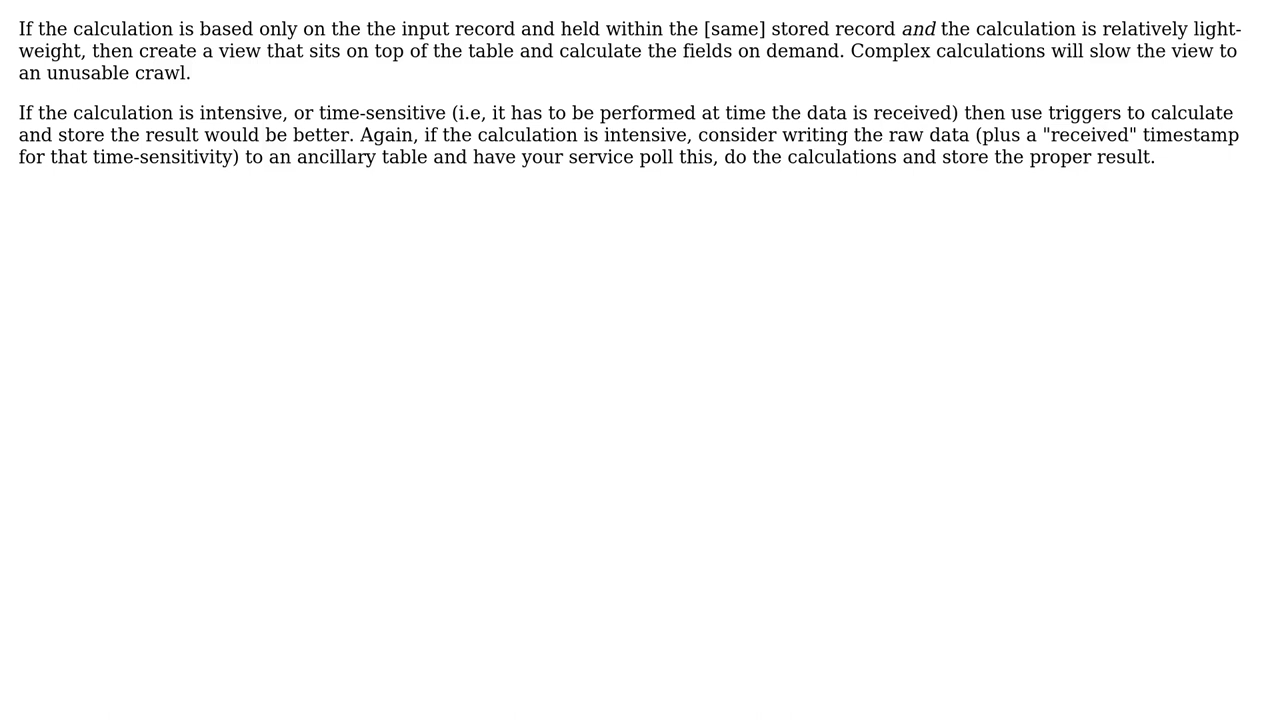 If the calculation is based only on the the input record and held within the [same] stored record and the calculation is relatively light-
weight, then create a view that sits on top of the table and calculate the fields on demand. Complex calculations will slow the view to
an unusable crawl.
If the calculation is intensive, or time-sensitive (i.e, it has to be performed at time the data is received) then use triggers to calculate
and store the result would be better. Again, if the calculation is intensive, consider writing the raw data (plus a "received" timestamp
for that time-sensitivity) to an ancillary table and have your service poll this, do the calculations and store the proper result.